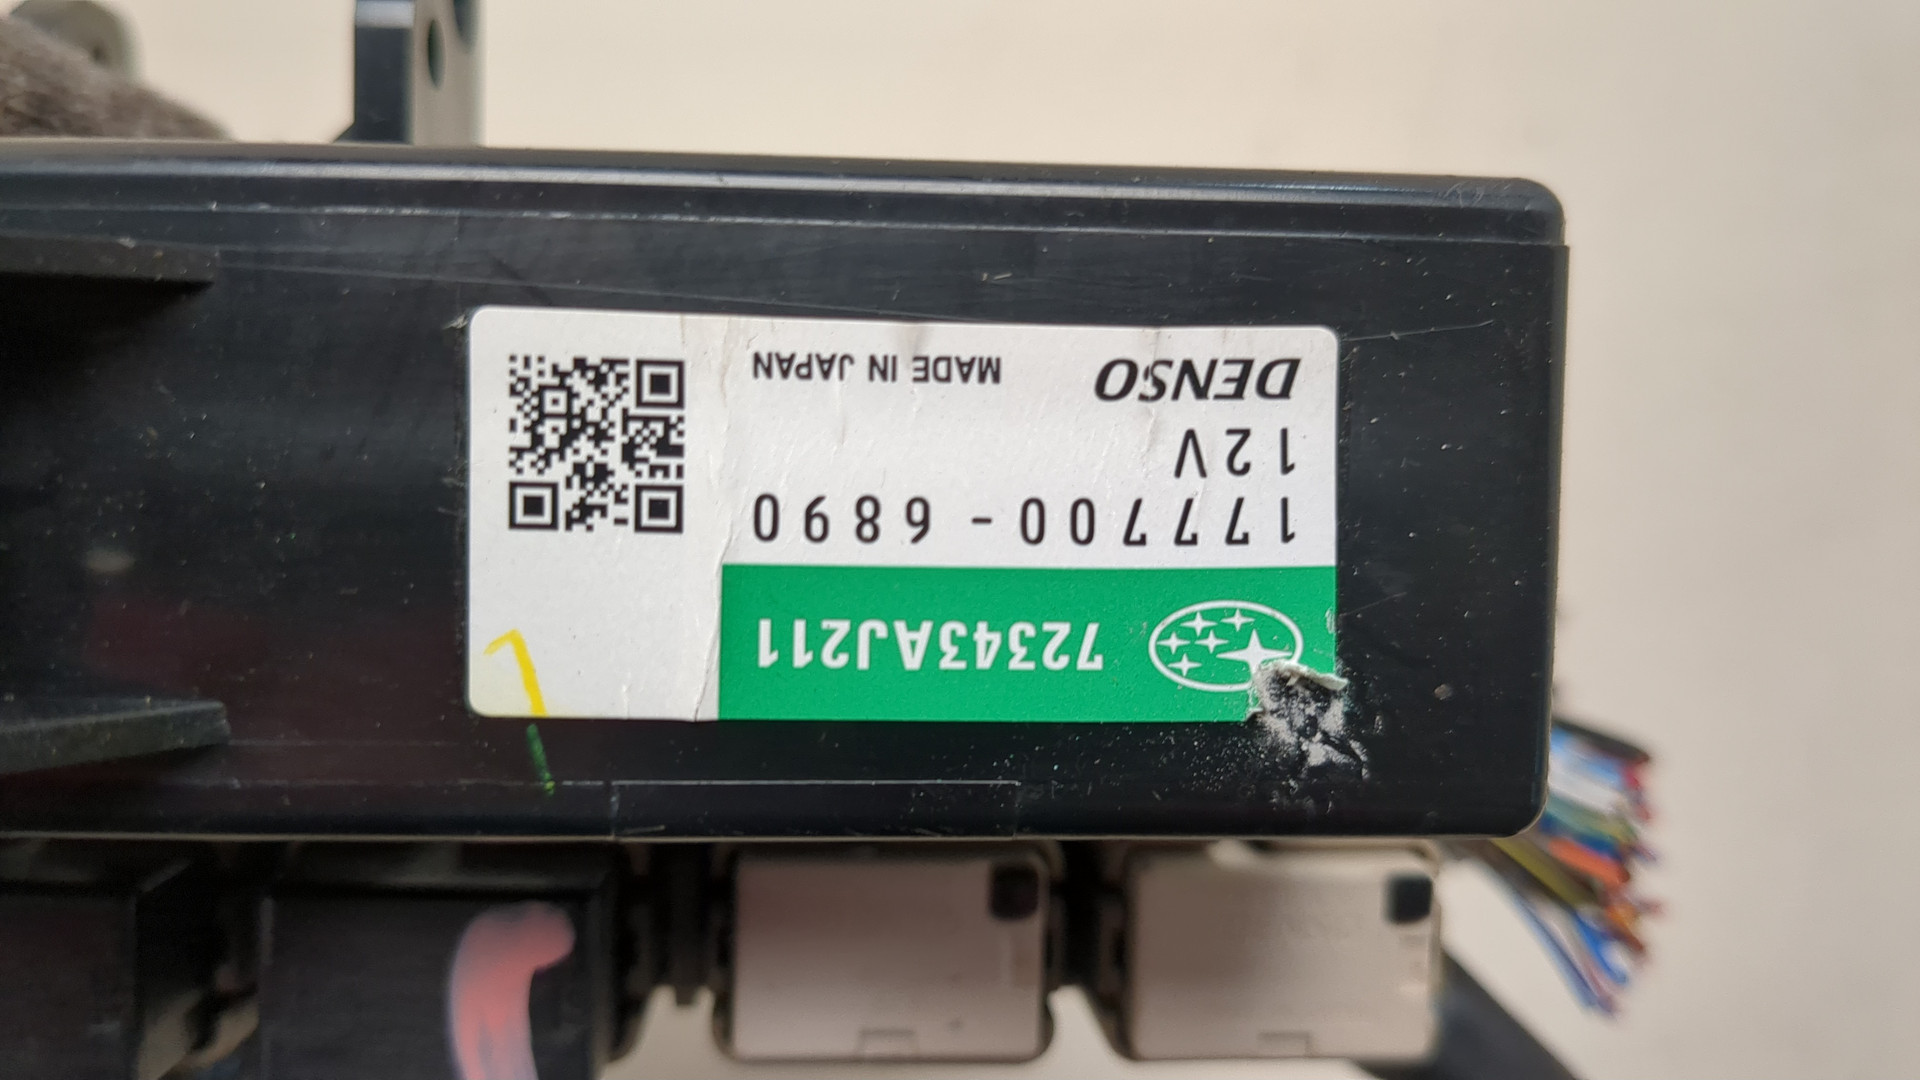 72343AJ211
177700-6890
12V
DENSO MADE IN JAPAN